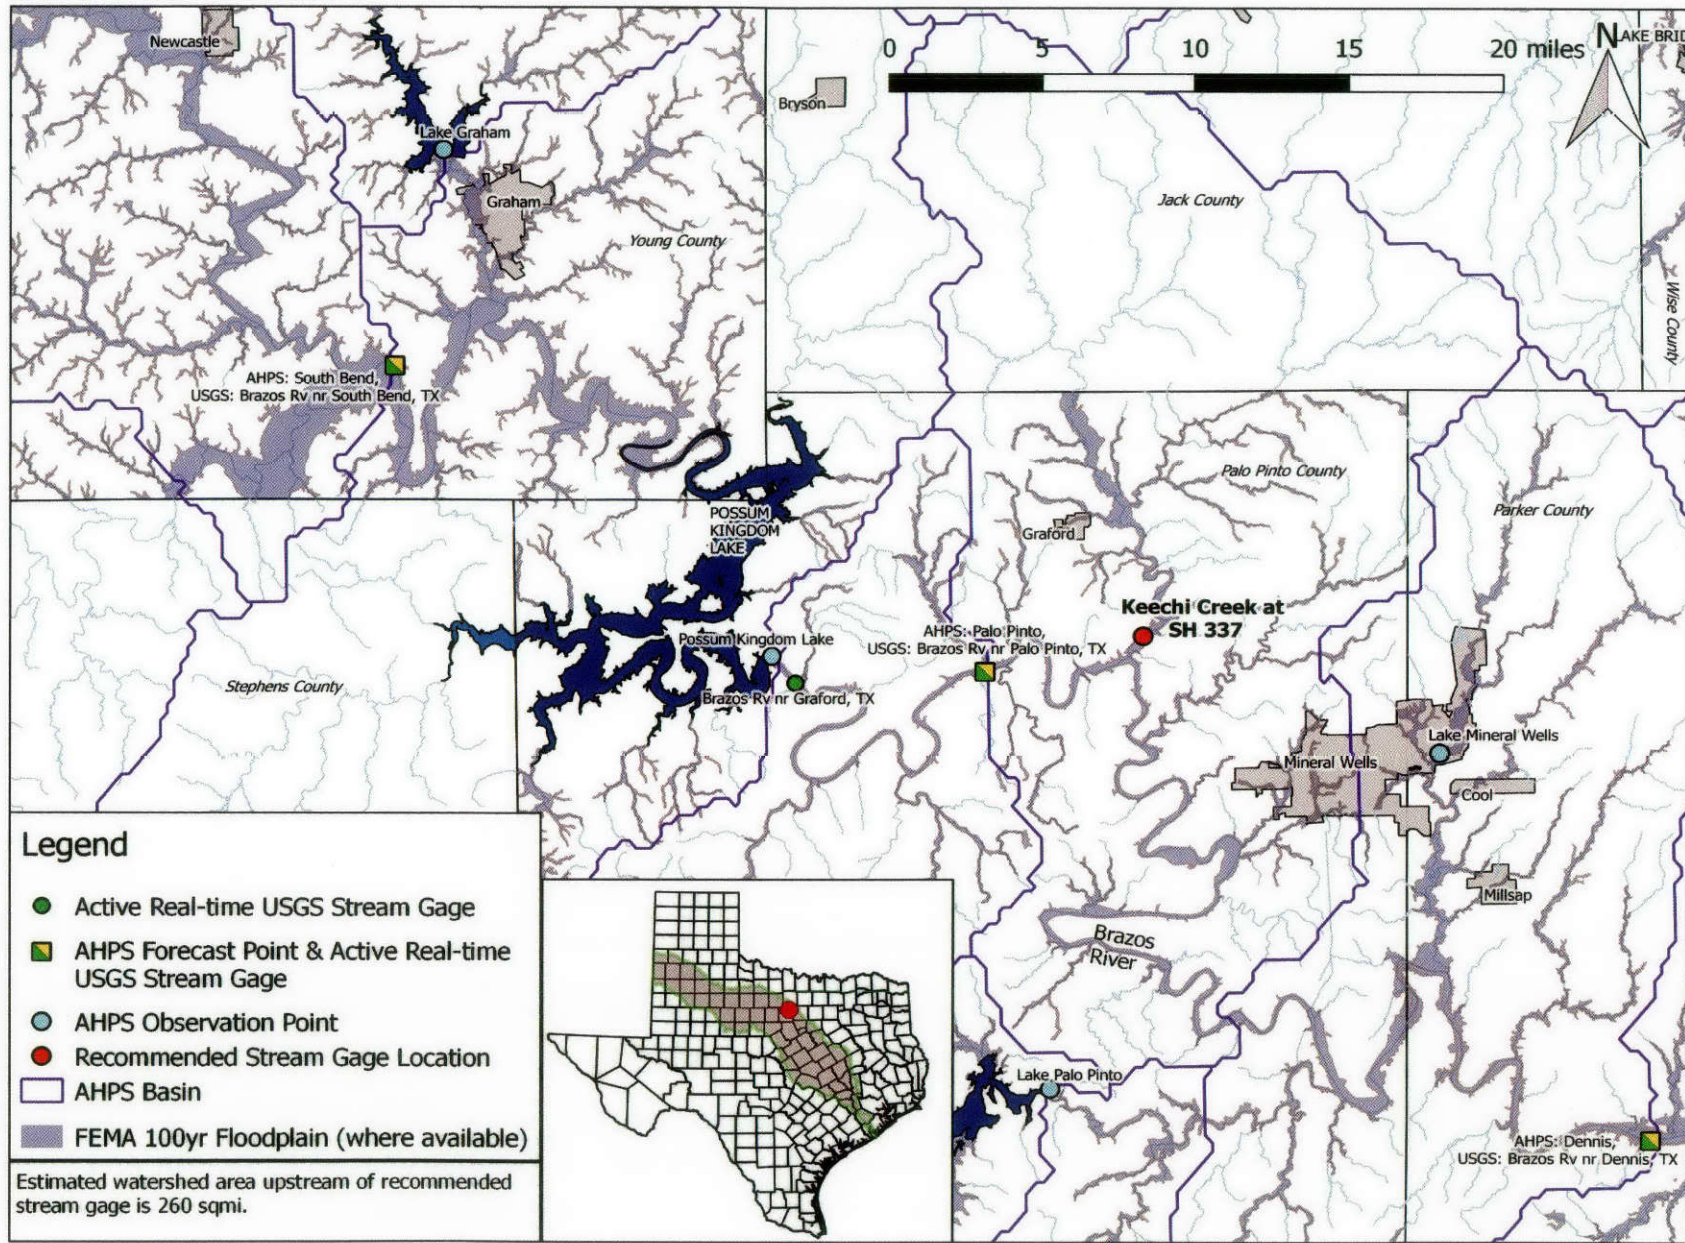 Newcastle
0 5 10 15 20 miles
N
LAKE BRID
Bryson
Lake Graham
Graham
Jack County
Young County
Wise County
AHPS: South Bend,
USGS: Brazos Rv nr South Bend, TX
Palo Pinto County
Parker County
POSSUM
KINGDOM
LAKE
Graford
Keechi Creek at
SH 337
AHPS: Palo Pinto,
USGS: Brazos Rv nr Palo Pinto, TX
Possum Kingdom Lake
Stephens County
Brazos Rv nr Graford, TX
Lake Mineral Wells
Mineral Wells
Cool
Millsap
Brazos
River
Lake Palo Pinto
AHPS: Dennis,
USGS: Brazos Rv nr Dennis, TX
Legend
Active Real-time USGS Stream Gage
AHPS Forecast Point & Active Real-time
USGS Stream Gage
AHPS Observation Point
Recommended Stream Gage Location
AHPS Basin
FEMA 100yr Floodplain (where available)
Estimated watershed area upstream of recommended
stream gage is 260 sqmi.